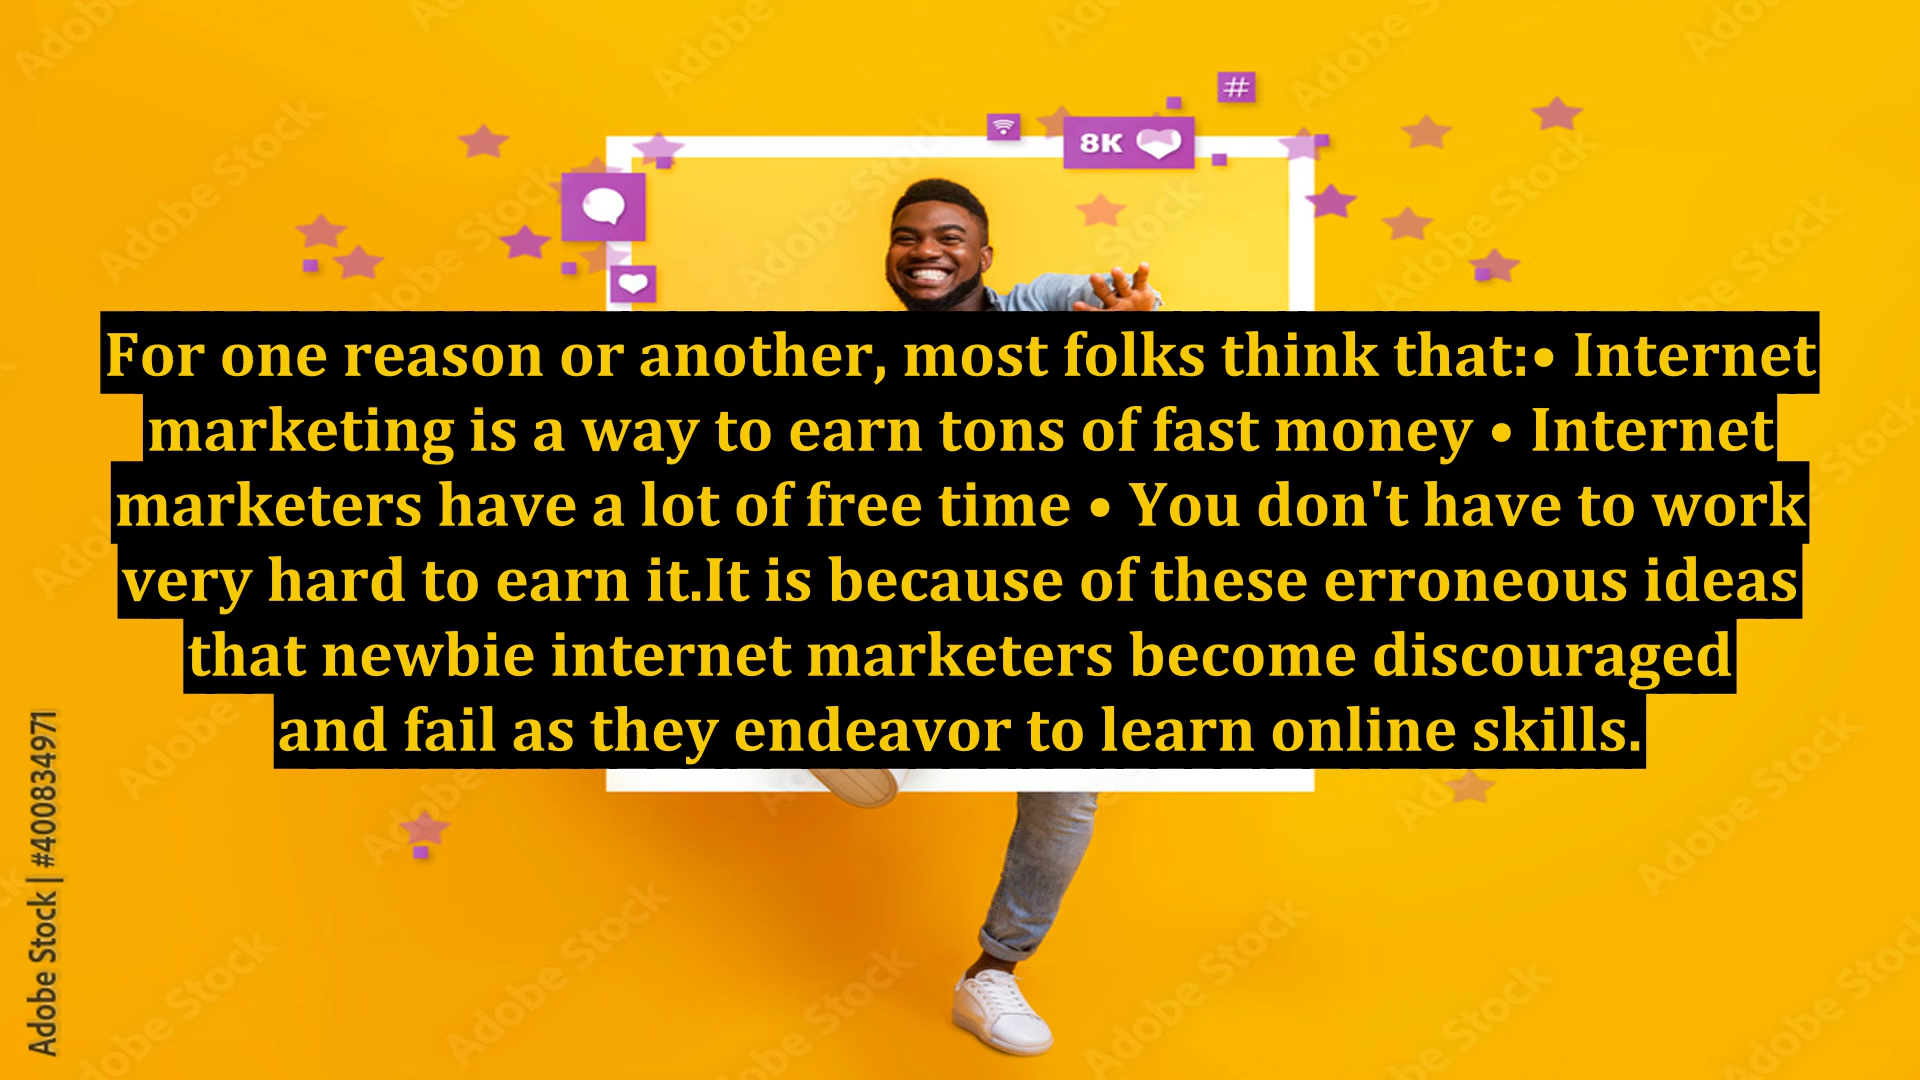 #
8K
For one reason or another, most folks think that:• Internet
marketing is a way to earn tons of fast money • Internet
marketers have a lot of free time • You don't have to work
very hard to earn it.It is because of these erroneous ideas
that newbie internet marketers become discouraged
and fail as they endeavor to learn online skills.
Adobe Stock | #400834971
Adobe Stock